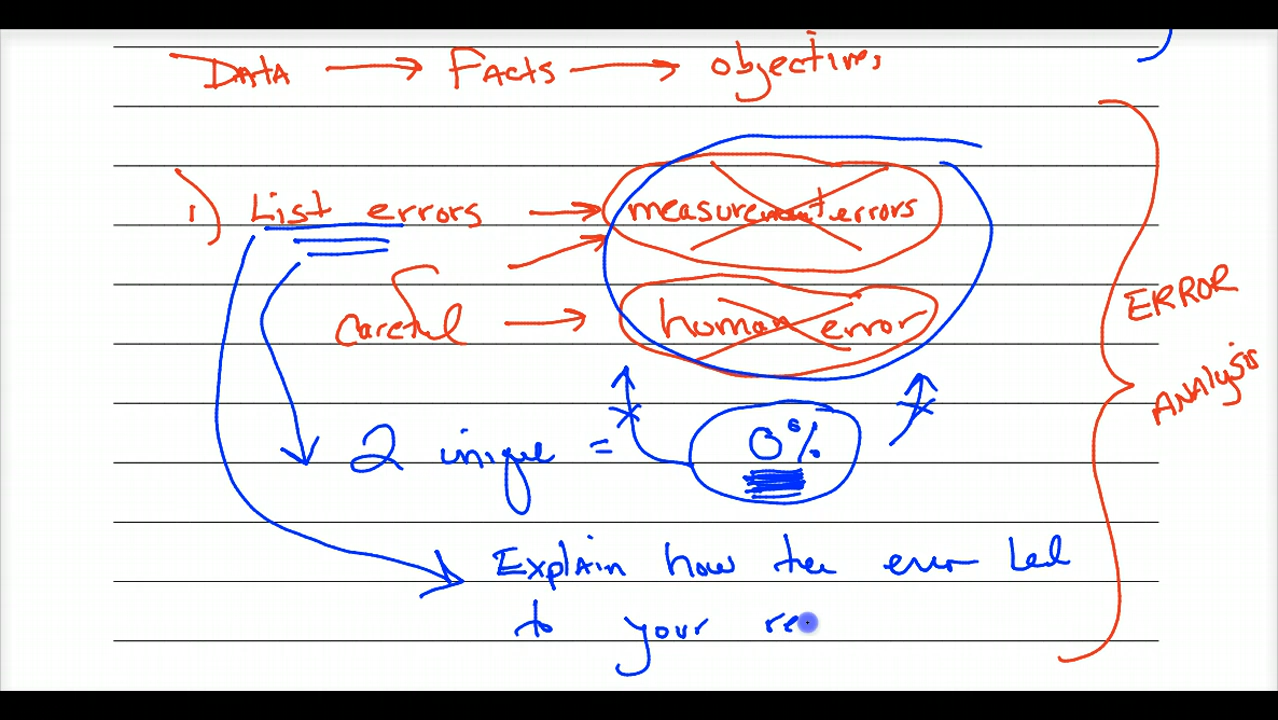 DATA → FACTS → objectives
1) List errors → measurement errors
careful → human error
2 unique = 0%
Explain how the error led
to your re
ERROR
ANALYSIS